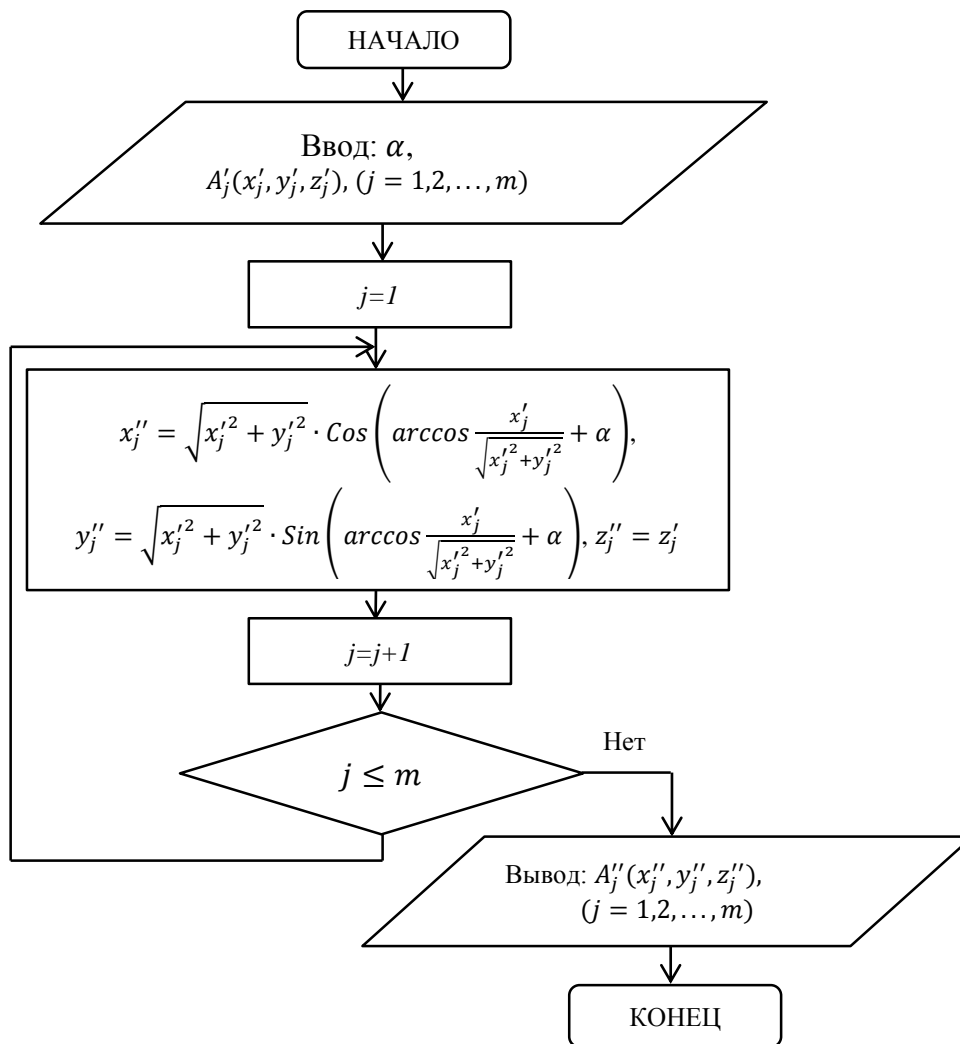 НАЧАЛО
Ввод: α,
A′ⱼ(x′ⱼ, y′ⱼ, z′ⱼ), (j = 1,2, . . . , m)
j=1
x″ⱼ = √(x′ⱼ² + y′ⱼ²) · Cos(arccos x′ⱼ/√(x′ⱼ²+y′ⱼ²) + α),
y″ⱼ = √(x′ⱼ² + y′ⱼ²) · Sin(arccos x′ⱼ/√(x′ⱼ²+y′ⱼ²) + α), z″ⱼ = z′ⱼ
j=j+1
Нет
j ≤ m
Вывод: A″ⱼ(x″ⱼ, y″ⱼ, z″ⱼ),
(j = 1,2, . . . , m)
КОНЕЦ